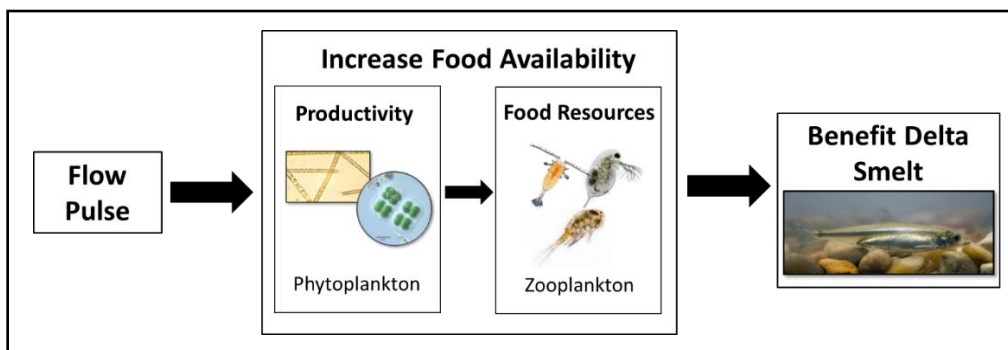 Flow
Pulse
Increase Food Availability
Productivity
Phytoplankton
Food Resources
Zooplankton
Benefit Delta
Smelt